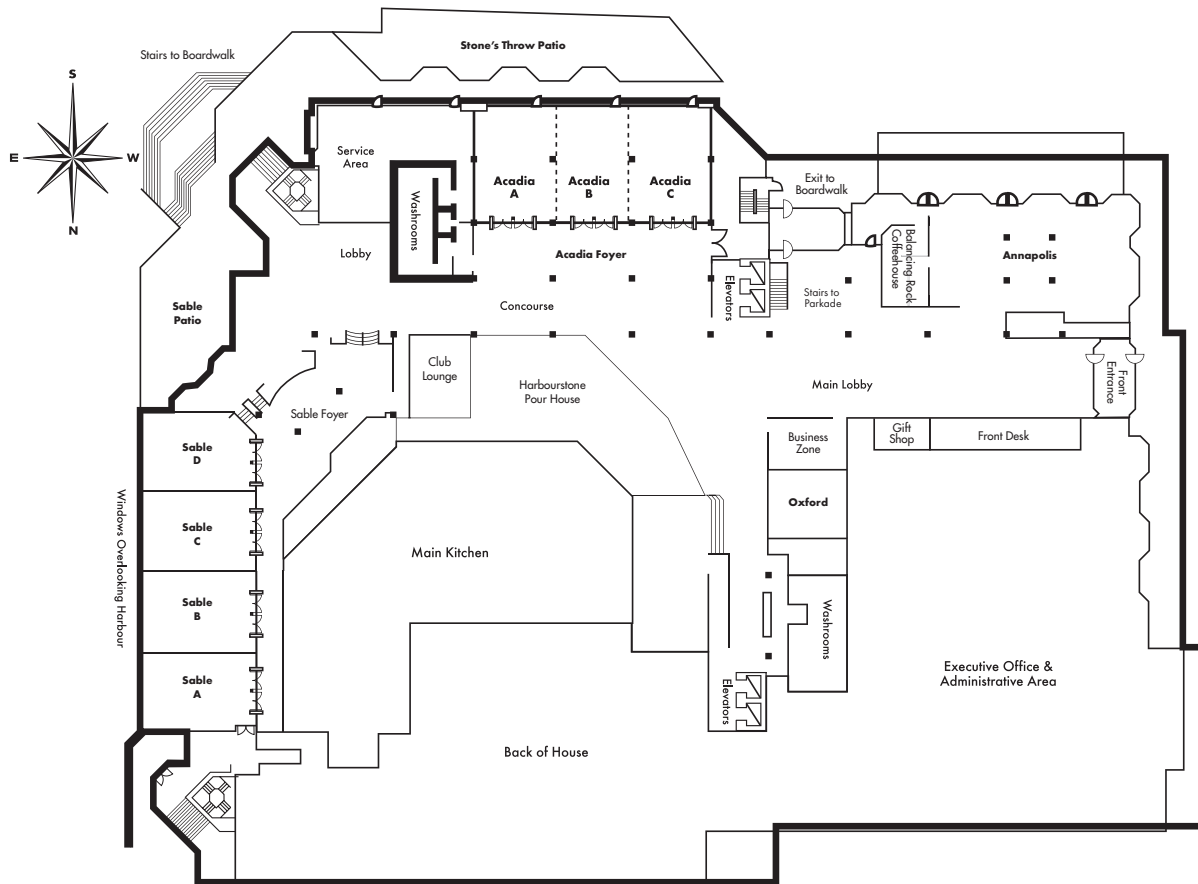 Stone's Throw Patio
Stairs to Boardwalk
S
E
W
N
Service
Area
Washrooms
Acadia
A
Acadia
B
Acadia
C
Exit to
Boardwalk
Lobby
Acadia Foyer
Elevators
Stairs to
Parkade
Balancing Rock
Coffeehouse
Annapolis
Sable
Patio
Concourse
Club
Lounge
Harbourstone
Pour House
Main Lobby
Front
Entrance
Sable Foyer
Business
Zone
Gift
Shop
Front Desk
Sable
D
Oxford
Windows Overlooking Harbour
Sable
C
Main Kitchen
Sable
B
Washrooms
Sable
A
Elevators
Executive Office &
Administrative Area
Back of House